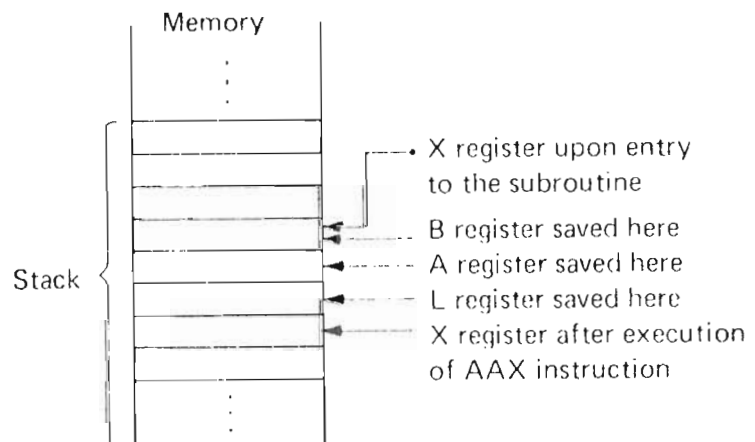 Memory
X register upon entry
to the subroutine
B register saved here
Stack
A register saved here
L register saved here
X register after execution
of AAX instruction